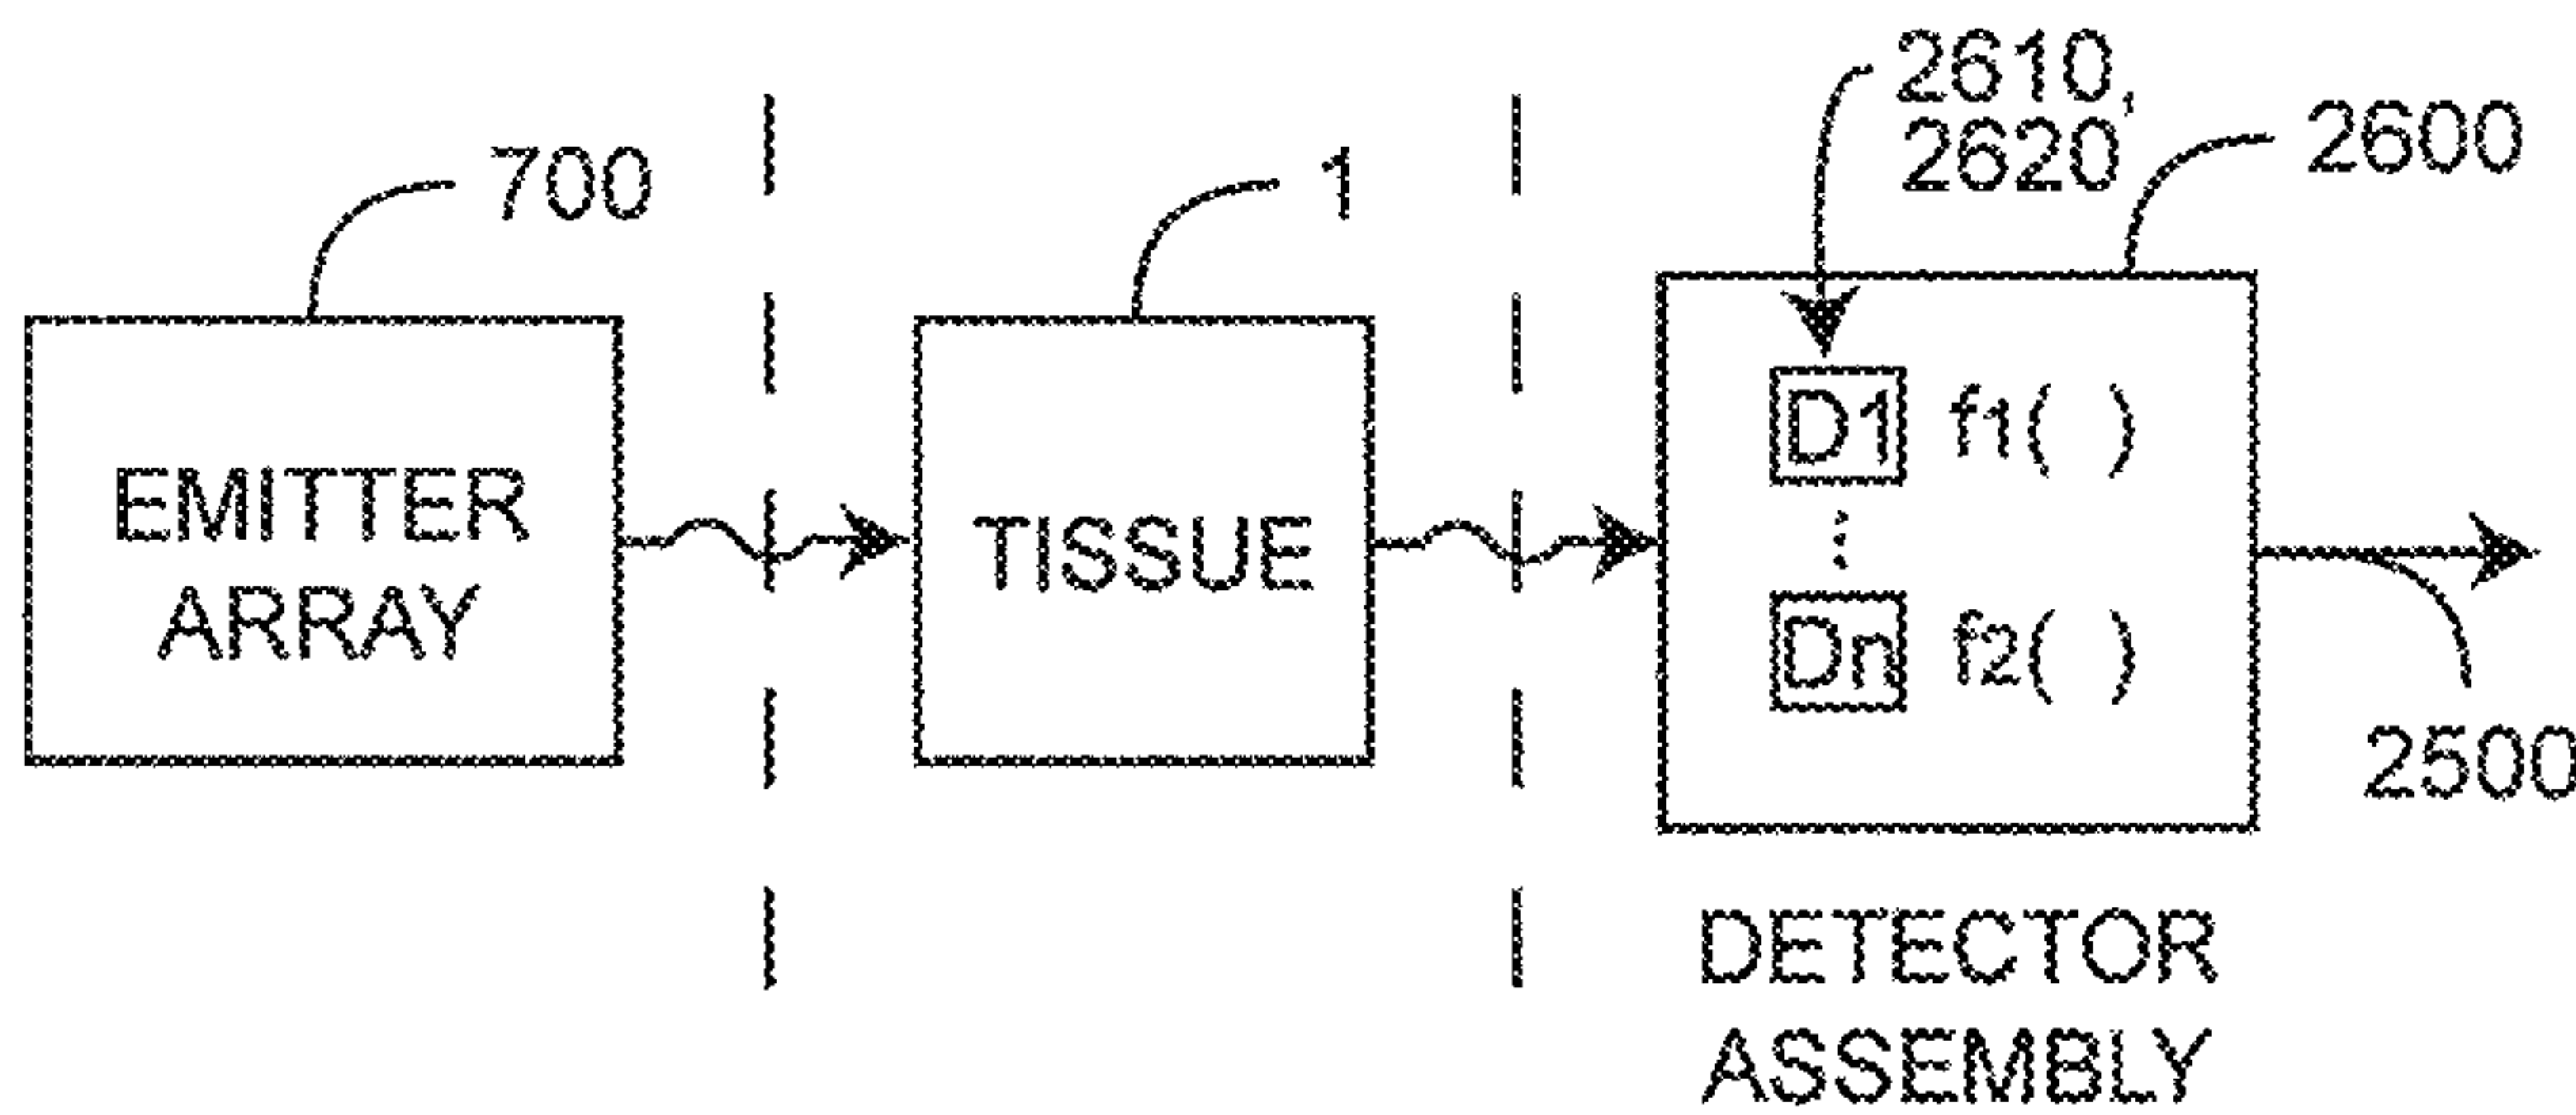 700
1
2610,
2620
2600
EMITTER
ARRAY
TISSUE
D1 f1( )
Dn f2( )
2500
DETECTOR
ASSEMBLY